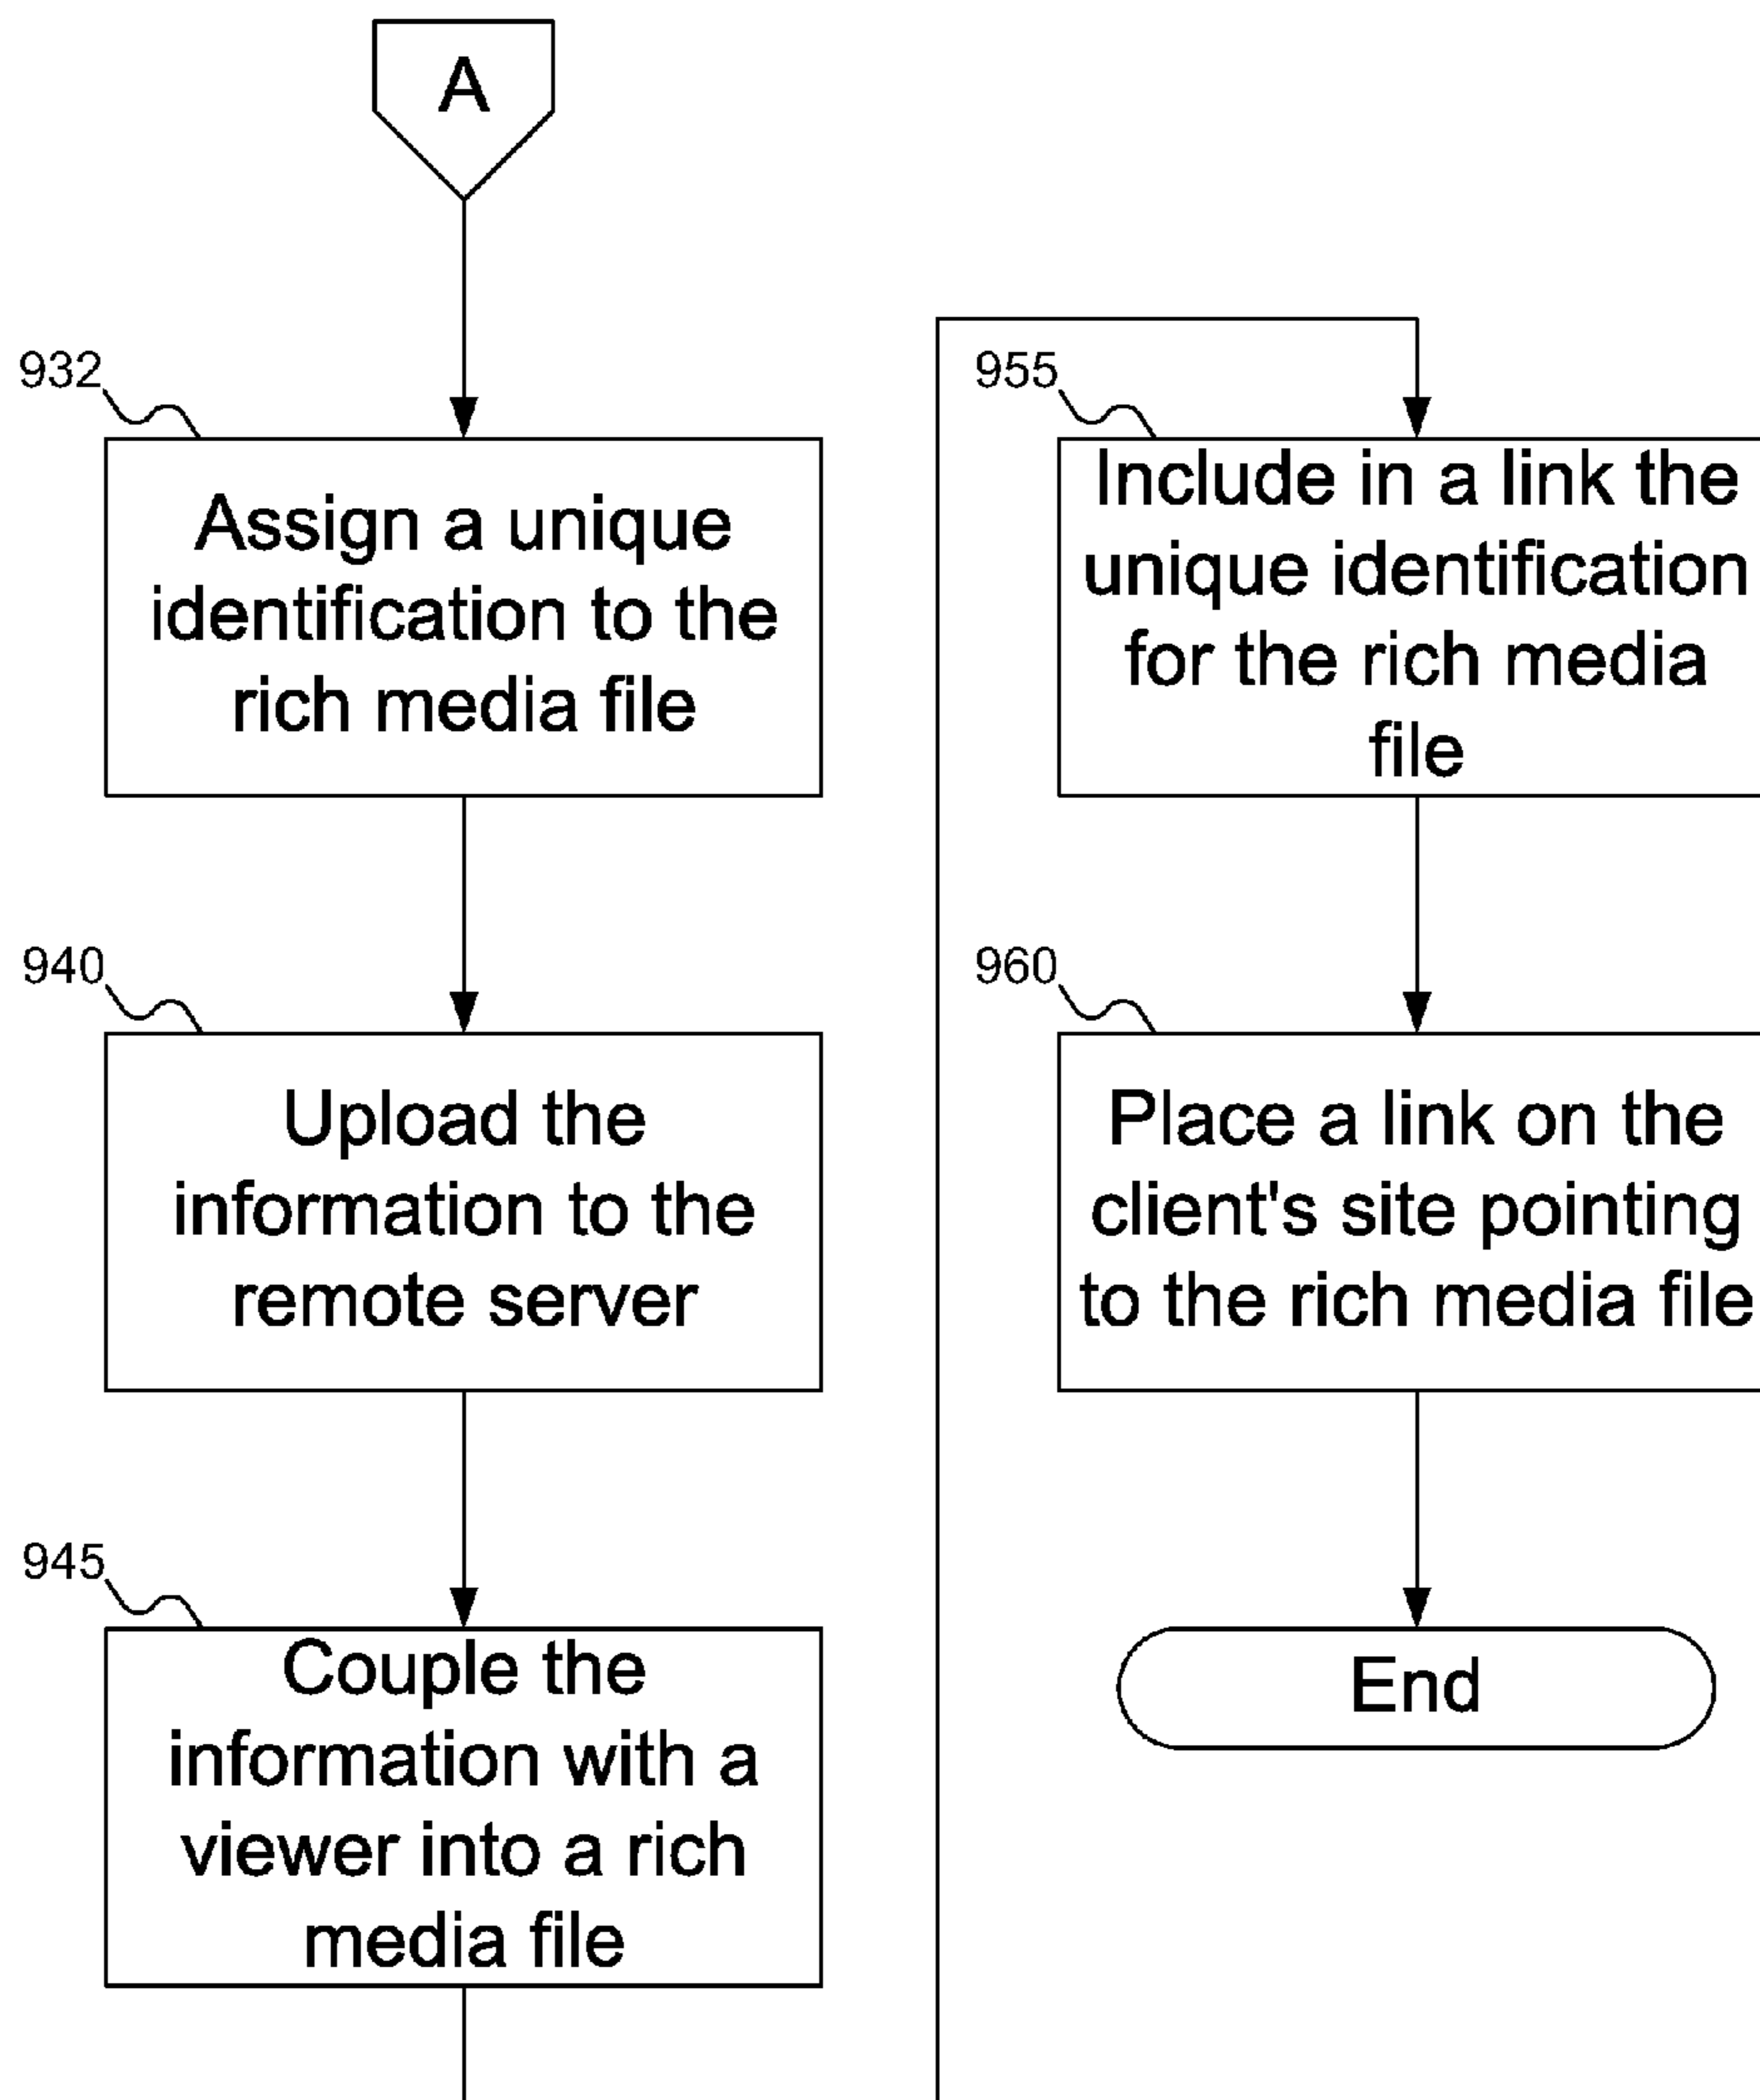 A
932
Assign a unique
identification to the
rich media file
940
Upload the
information to the
remote server
945
Couple the
information with a
viewer into a rich
media file
955
Include in a link the
unique identification
for the rich media
file
960
Place a link on the
client's site pointing
to the rich media file
End